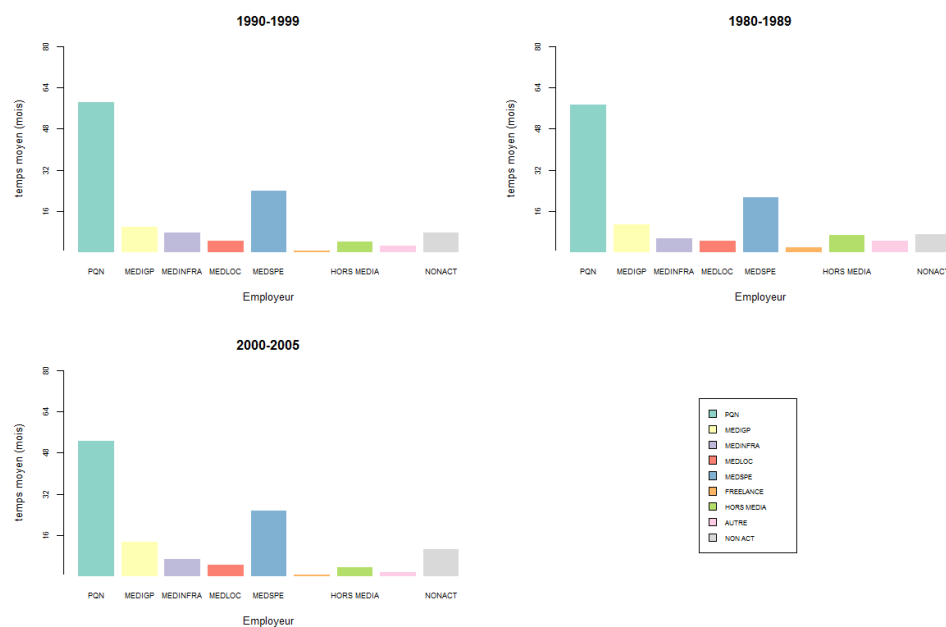 1990-1999
temps moyen (mois)
80
64
48
32
16
PQN MEDIGP MEDINFRA MEDLOC MEDSPE HORS MEDIA NONACT
Employeur
1980-1989
temps moyen (mois)
80
64
48
32
16
PQN MEDIGP MEDINFRA MEDLOC MEDSPE HORS MEDIA NONACT
Employeur
2000-2005
temps moyen (mois)
80
64
48
32
16
PQN MEDIGP MEDINFRA MEDLOC MEDSPE HORS MEDIA NONACT
Employeur
PQN
MEDIGP
MEDINFRA
MEDLOC
MEDSPE
FREELANCE
HORS MEDIA
AUTRE
NON ACT